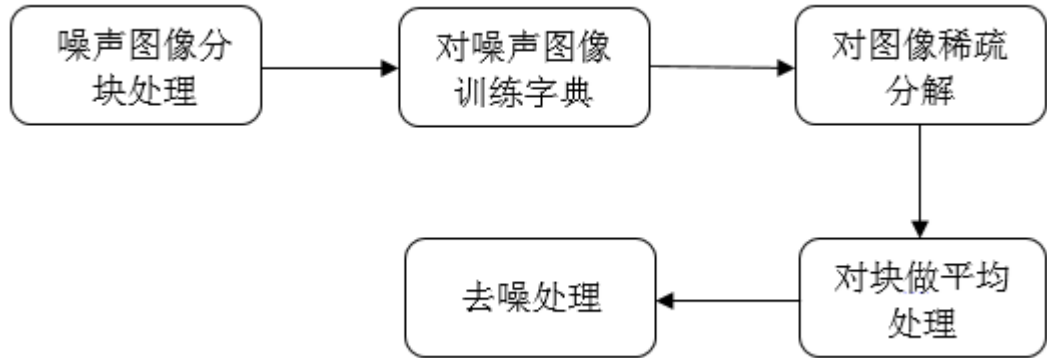 噪声图像分
块处理
对噪声图像
训练字典
对图像稀疏
分解
对块做平均
处理
去噪处理